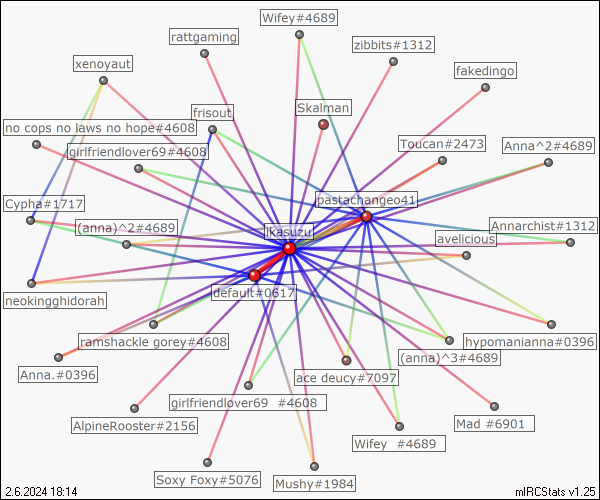 Wifey#4689
rattgaming
zibbits#1312
xenoyaut
fakedingo
frisout
Skalman
no cops no laws no hope#4608
girlfriendlover69#4608
Toucan#2473
Anna^2#4689
pastachangeo41
Cypha#1717
(anna)^2#4689
ikasuzu
Annarchist#1312
avelicious
neokingghidorah
default#0617
ramshackle gorey#4608
hypomanianna#0396
(anna)^3#4689
Anna.#0396
ace deucy#7097
girlfriendlover69 #4608
AlpineRooster#2156
Mad #6901
Wifey #4689
Soxy Foxy#5076
Mushy#1984
2.6.2024 18:14
mIRCStats v1.25